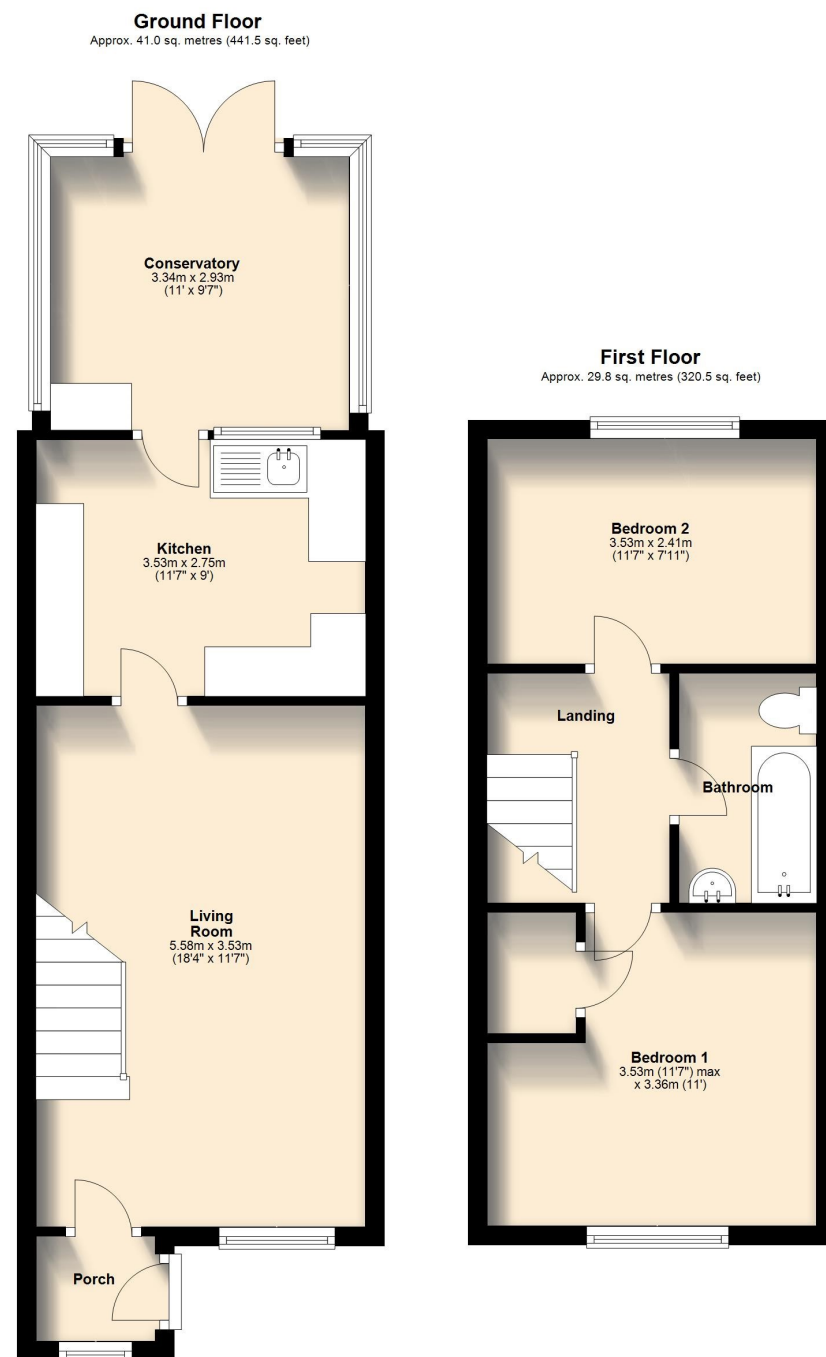 Ground Floor
Approx. 41.0 sq. metres (441.5 sq. feet)
Conservatory
3.34m x 2.93m
(11' x 9'7")
Kitchen
3.53m x 2.75m
(11'7" x 9')
Living
Room
5.58m x 3.53m
(18'4" x 11'7")
Porch
First Floor
Approx. 29.8 sq. metres (320.5 sq. feet)
Bedroom 2
3.53m x 2.41m
(11'7" x 7'11")
Landing
Bathroom
Bedroom 1
3.53m (11'7") max
x 3.36m (11')